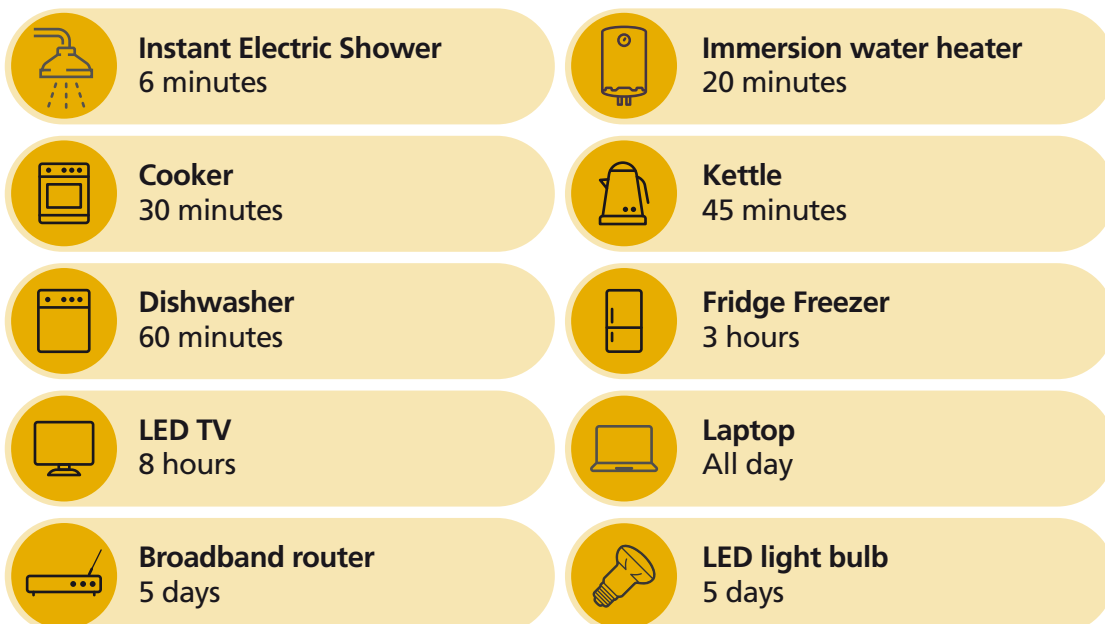 Instant Electric Shower
6 minutes
Immersion water heater
20 minutes
Cooker
30 minutes
Kettle
45 minutes
Dishwasher
60 minutes
Fridge Freezer
3 hours
LED TV
8 hours
Laptop
All day
Broadband router
5 days
LED light bulb
5 days